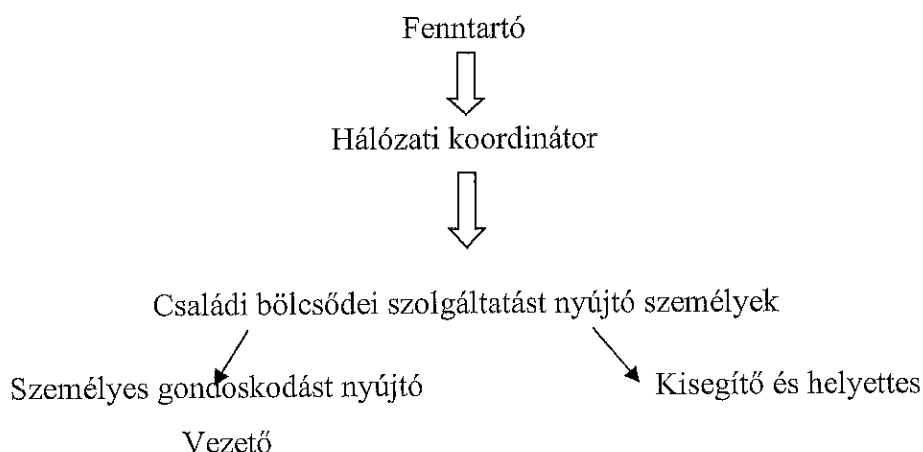 Fenntartó
Hálózati koordinátor
Családi bölcsődei szolgáltatást nyújtó személyek
Személyes gondoskodást nyújtó
Vezető
Kisegítő és helyettes